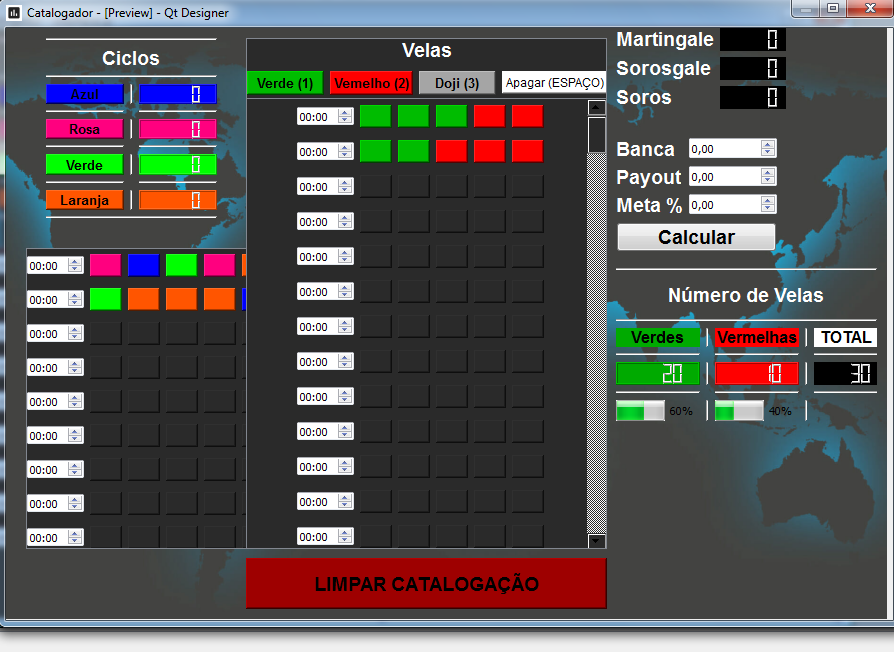 Catalogador - [Preview] - Qt Designer
Ciclos
Azul 0
Rosa 0
Verde 0
Laranja 0
00:00
00:00
00:00
00:00
00:00
00:00
00:00
00:00
00:00
Velas
Verde (1) Vemelho (2) Doji (3) Apagar (ESPAÇO)
00:00
00:00
00:00
00:00
00:00
00:00
00:00
00:00
00:00
00:00
00:00
00:00
00:00
LIMPAR CATALOGAÇÃO
Martingale 0
Sorosgale 0
Soros 0
Banca 0,00
Payout 0,00
Meta % 0,00
Calcular
Número de Velas
Verdes Vermelhas TOTAL
20 10 30
60% 40%